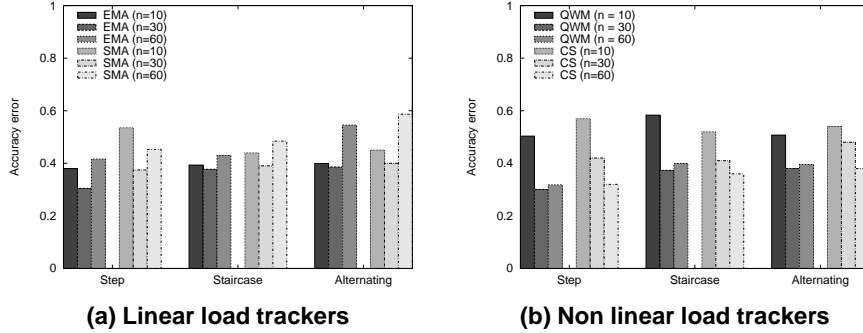 1
0.8
0.6
0.4
0.2
0
Accuracy error
EMA (n=10)
EMA (n=30)
EMA (n=60)
SMA (n=10)
SMA (n=30)
SMA (n=60)
Step
Staircase
Alternating
(a) Linear load trackers
1
0.8
0.6
0.4
0.2
0
Accuracy error
QWM (n = 10)
QWM (n = 30)
QWM (n = 60)
CS (n=10)
CS (n=30)
CS (n=60)
Step
Staircase
Alternating
(b) Non linear load trackers